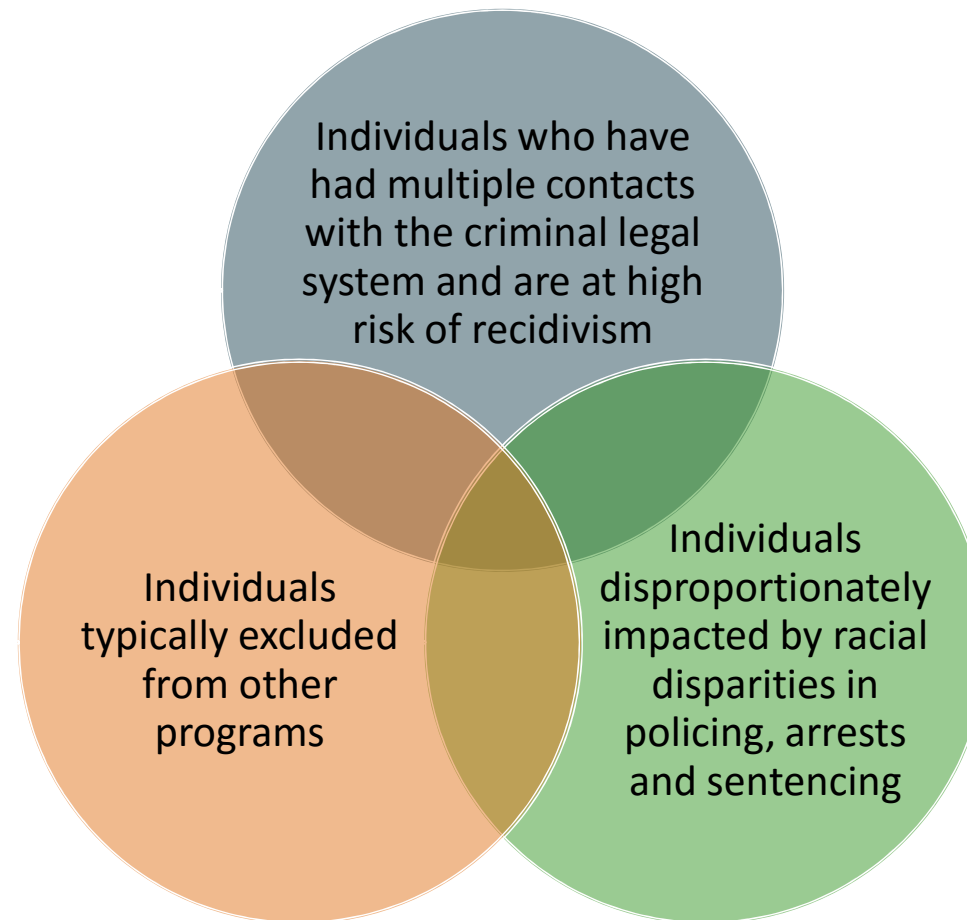 Individuals who have
had multiple contacts
with the criminal legal
system and are at high
risk of recidivism
Individuals
typically excluded
from other
programs
Individuals
disproportionately
impacted by racial
disparities in
policing, arrests
and sentencing